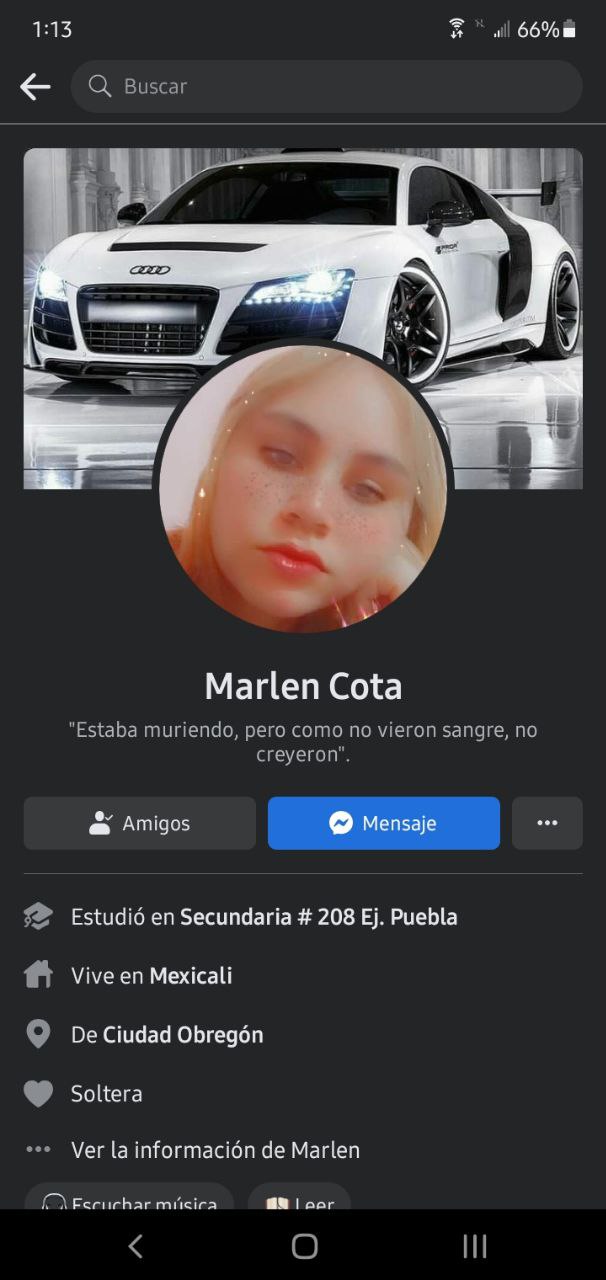 1:13
66%
Buscar
PRIOR
Marlen Cota
"Estaba muriendo, pero como no vieron sangre, no
creyeron".
Amigos
Mensaje
Estudió en Secundaria # 208 Ej. Puebla
Vive en Mexicali
De Ciudad Obregón
Soltera
Ver la información de Marlen
Escuchar música
Leer